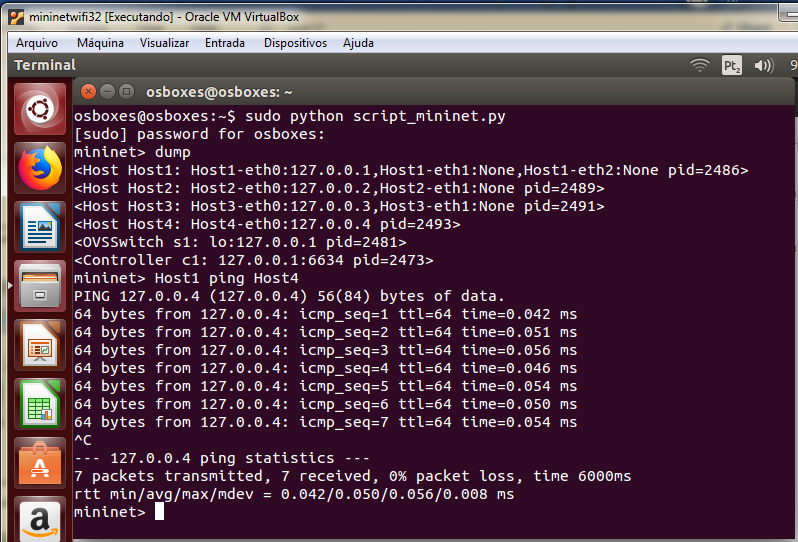 mininetwifi32 [Executando] - Oracle VM VirtualBox
Arquivo Máquina Visualizar Entrada Dispositivos Ajuda
Terminal Pt2 9
osboxes@osboxes: ~
osboxes@osboxes:~$ sudo python script_mininet.py
[sudo] password for osboxes:
mininet> dump
<Host Host1: Host1-eth0:127.0.0.1,Host1-eth1:None,Host1-eth2:None pid=2486>
<Host Host2: Host2-eth0:127.0.0.2,Host2-eth1:None pid=2489>
<Host Host3: Host3-eth0:127.0.0.3,Host3-eth1:None pid=2491>
<Host Host4: Host4-eth0:127.0.0.4 pid=2493>
<OVSSwitch s1: lo:127.0.0.1 pid=2481>
<Controller c1: 127.0.0.1:6634 pid=2473>
mininet> Host1 ping Host4
PING 127.0.0.4 (127.0.0.4) 56(84) bytes of data.
64 bytes from 127.0.0.4: icmp_seq=1 ttl=64 time=0.042 ms
64 bytes from 127.0.0.4: icmp_seq=2 ttl=64 time=0.051 ms
64 bytes from 127.0.0.4: icmp_seq=3 ttl=64 time=0.056 ms
64 bytes from 127.0.0.4: icmp_seq=4 ttl=64 time=0.046 ms
64 bytes from 127.0.0.4: icmp_seq=5 ttl=64 time=0.054 ms
64 bytes from 127.0.0.4: icmp_seq=6 ttl=64 time=0.050 ms
64 bytes from 127.0.0.4: icmp_seq=7 ttl=64 time=0.054 ms
^C
--- 127.0.0.4 ping statistics ---
7 packets transmitted, 7 received, 0% packet loss, time 6000ms
rtt min/avg/max/mdev = 0.042/0.050/0.056/0.008 ms
mininet>